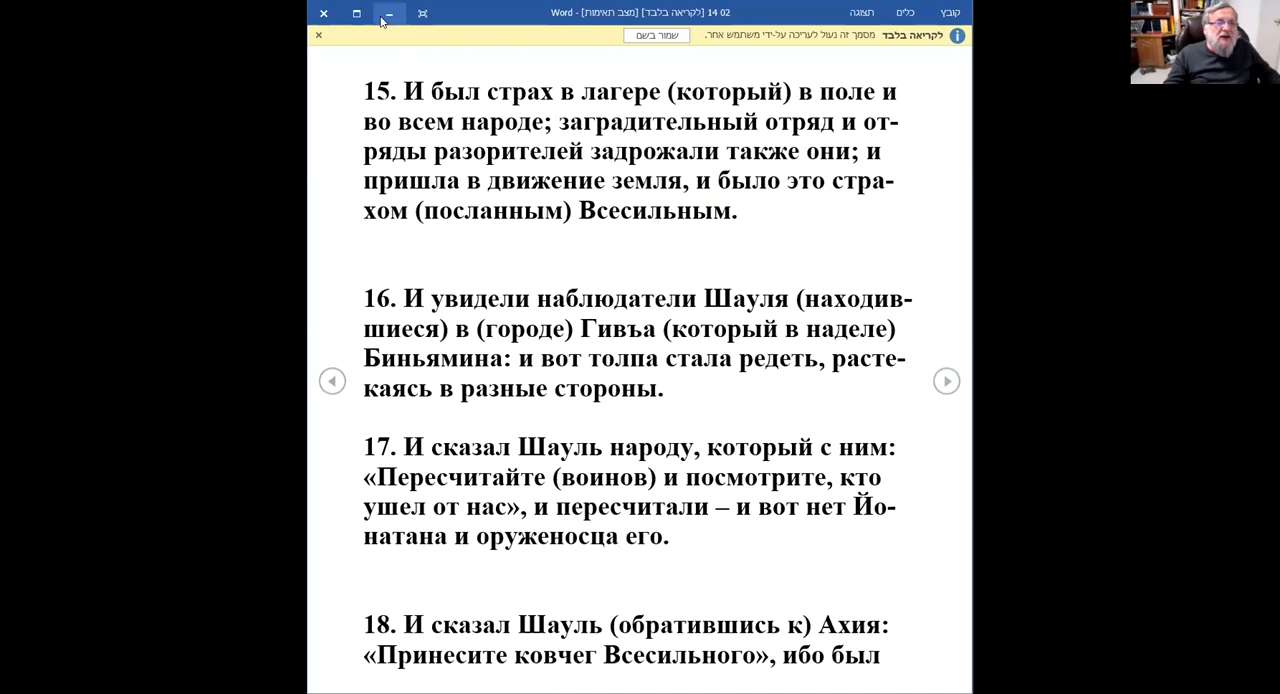 קובץ כלים תצוגה 14 02 [לקריאה בלבד] [מצב תאימות] - Word
לקריאה בלבד מסמך זה נעול לעריכה על-ידי משתמש אחר. שמור בשם
15. И был страх в лагере (который) в поле и
во всем народе; заградительный отряд и от-
ряды разорителей задрожали также они; и
пришла в движение земля, и было это стра-
хом (посланным) Всесильным.
16. И увидели наблюдатели Шауля (находив-
шиеся) в (городе) Гивъа (который в наделе)
Биньямина: и вот толпа стала редеть, расте-
каясь в разные стороны.
17. И сказал Шауль народу, который с ним:
«Пересчитайте (воинов) и посмотрите, кто
ушел от нас», и пересчитали – и вот нет Йо-
натана и оруженосца его.
18. И сказал Шауль (обратившись к) Ахия:
«Принесите ковчег Всесильного», ибо был